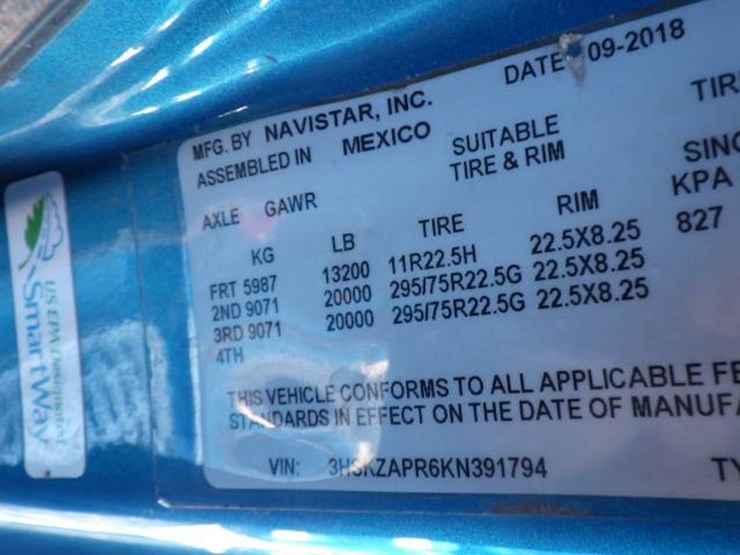 MFG. BY NAVISTAR, INC. DATE 09-2018
ASSEMBLED IN MEXICO
SUITABLE TIR
TIRE & RIM SING
AXLE GAWR TIRE RIM KPA
KG LB
FRT 5987 13200 11R22.5H 22.5X8.25 827
2ND 9071 20000 295/75R22.5G 22.5X8.25
3RD 9071 20000 295/75R22.5G 22.5X8.25
4TH
THIS VEHICLE CONFORMS TO ALL APPLICABLE FE
STANDARDS IN EFFECT ON THE DATE OF MANUFA
VIN: 3HSKZAPR6KN391794 TY
US EPA Designated
SmartWay